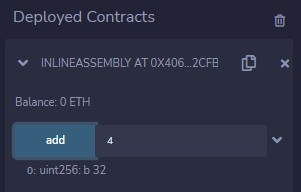 Deployed Contracts
INLINEASSEMBLY AT 0X406...2CFB
Balance: 0 ETH
add 4
0: uint256: b 32